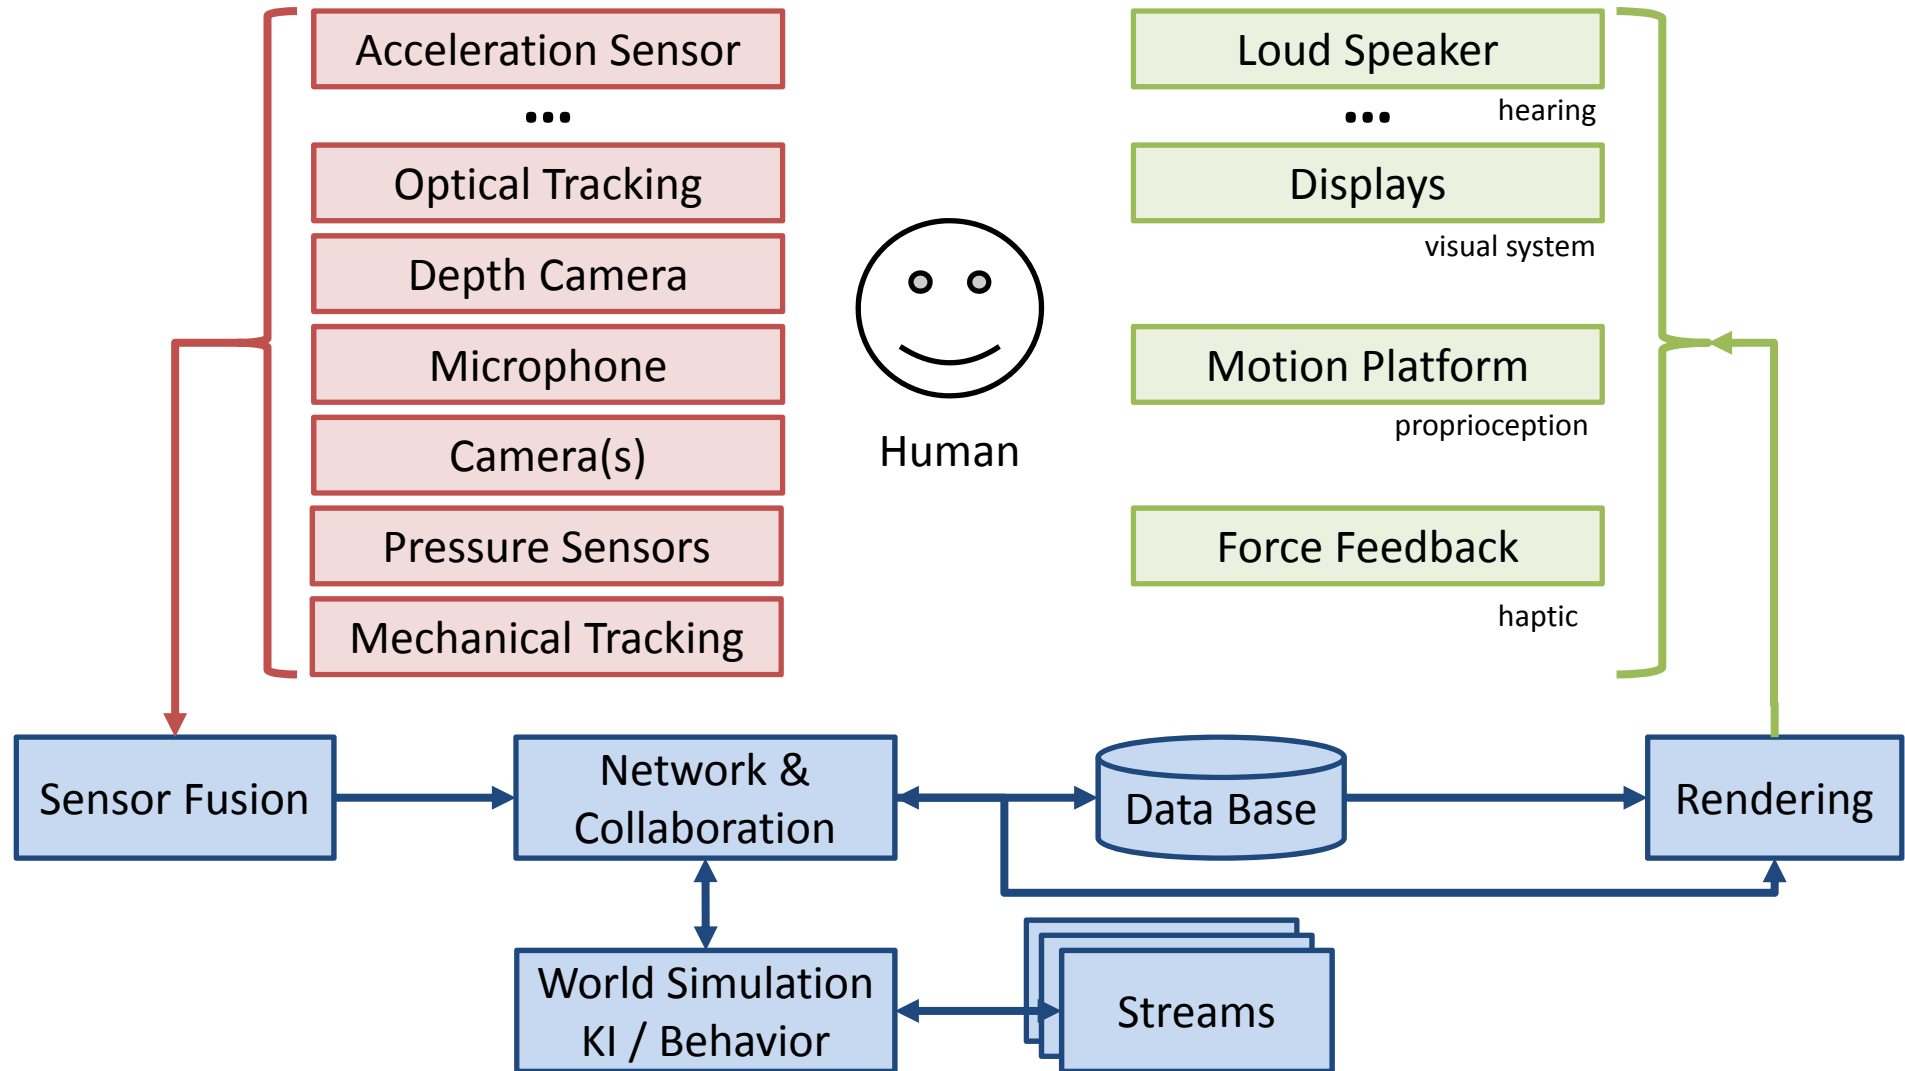 Acceleration Sensor
...
Optical Tracking
Depth Camera
Microphone
Camera(s)
Pressure Sensors
Mechanical Tracking
Human
Loud Speaker
hearing
...
Displays
visual system
Motion Platform
proprioception
Force Feedback
haptic
Sensor Fusion
Network &
Collaboration
Data Base
Rendering
World Simulation
KI / Behavior
Streams